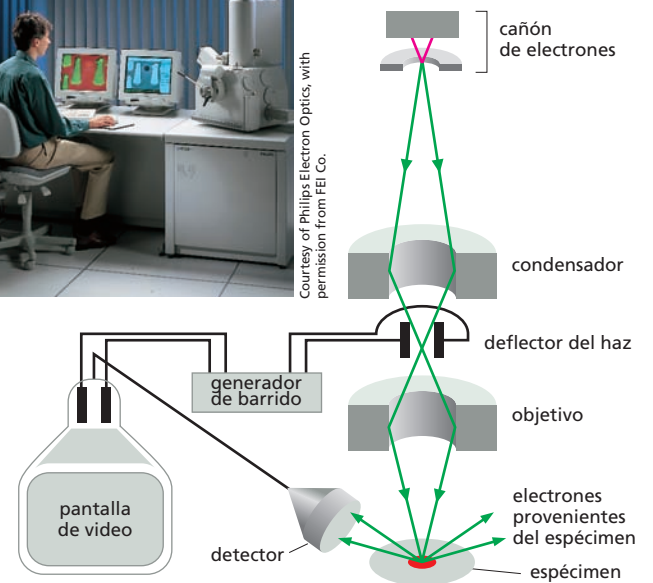 Courtesy of Philips Electron Optics, with
permission from FEI Co.
cañón
de electrones
condensador
deflector del haz
generador
de barrido
objetivo
pantalla
de video
detector
electrones
provenientes
del espécimen
espécimen